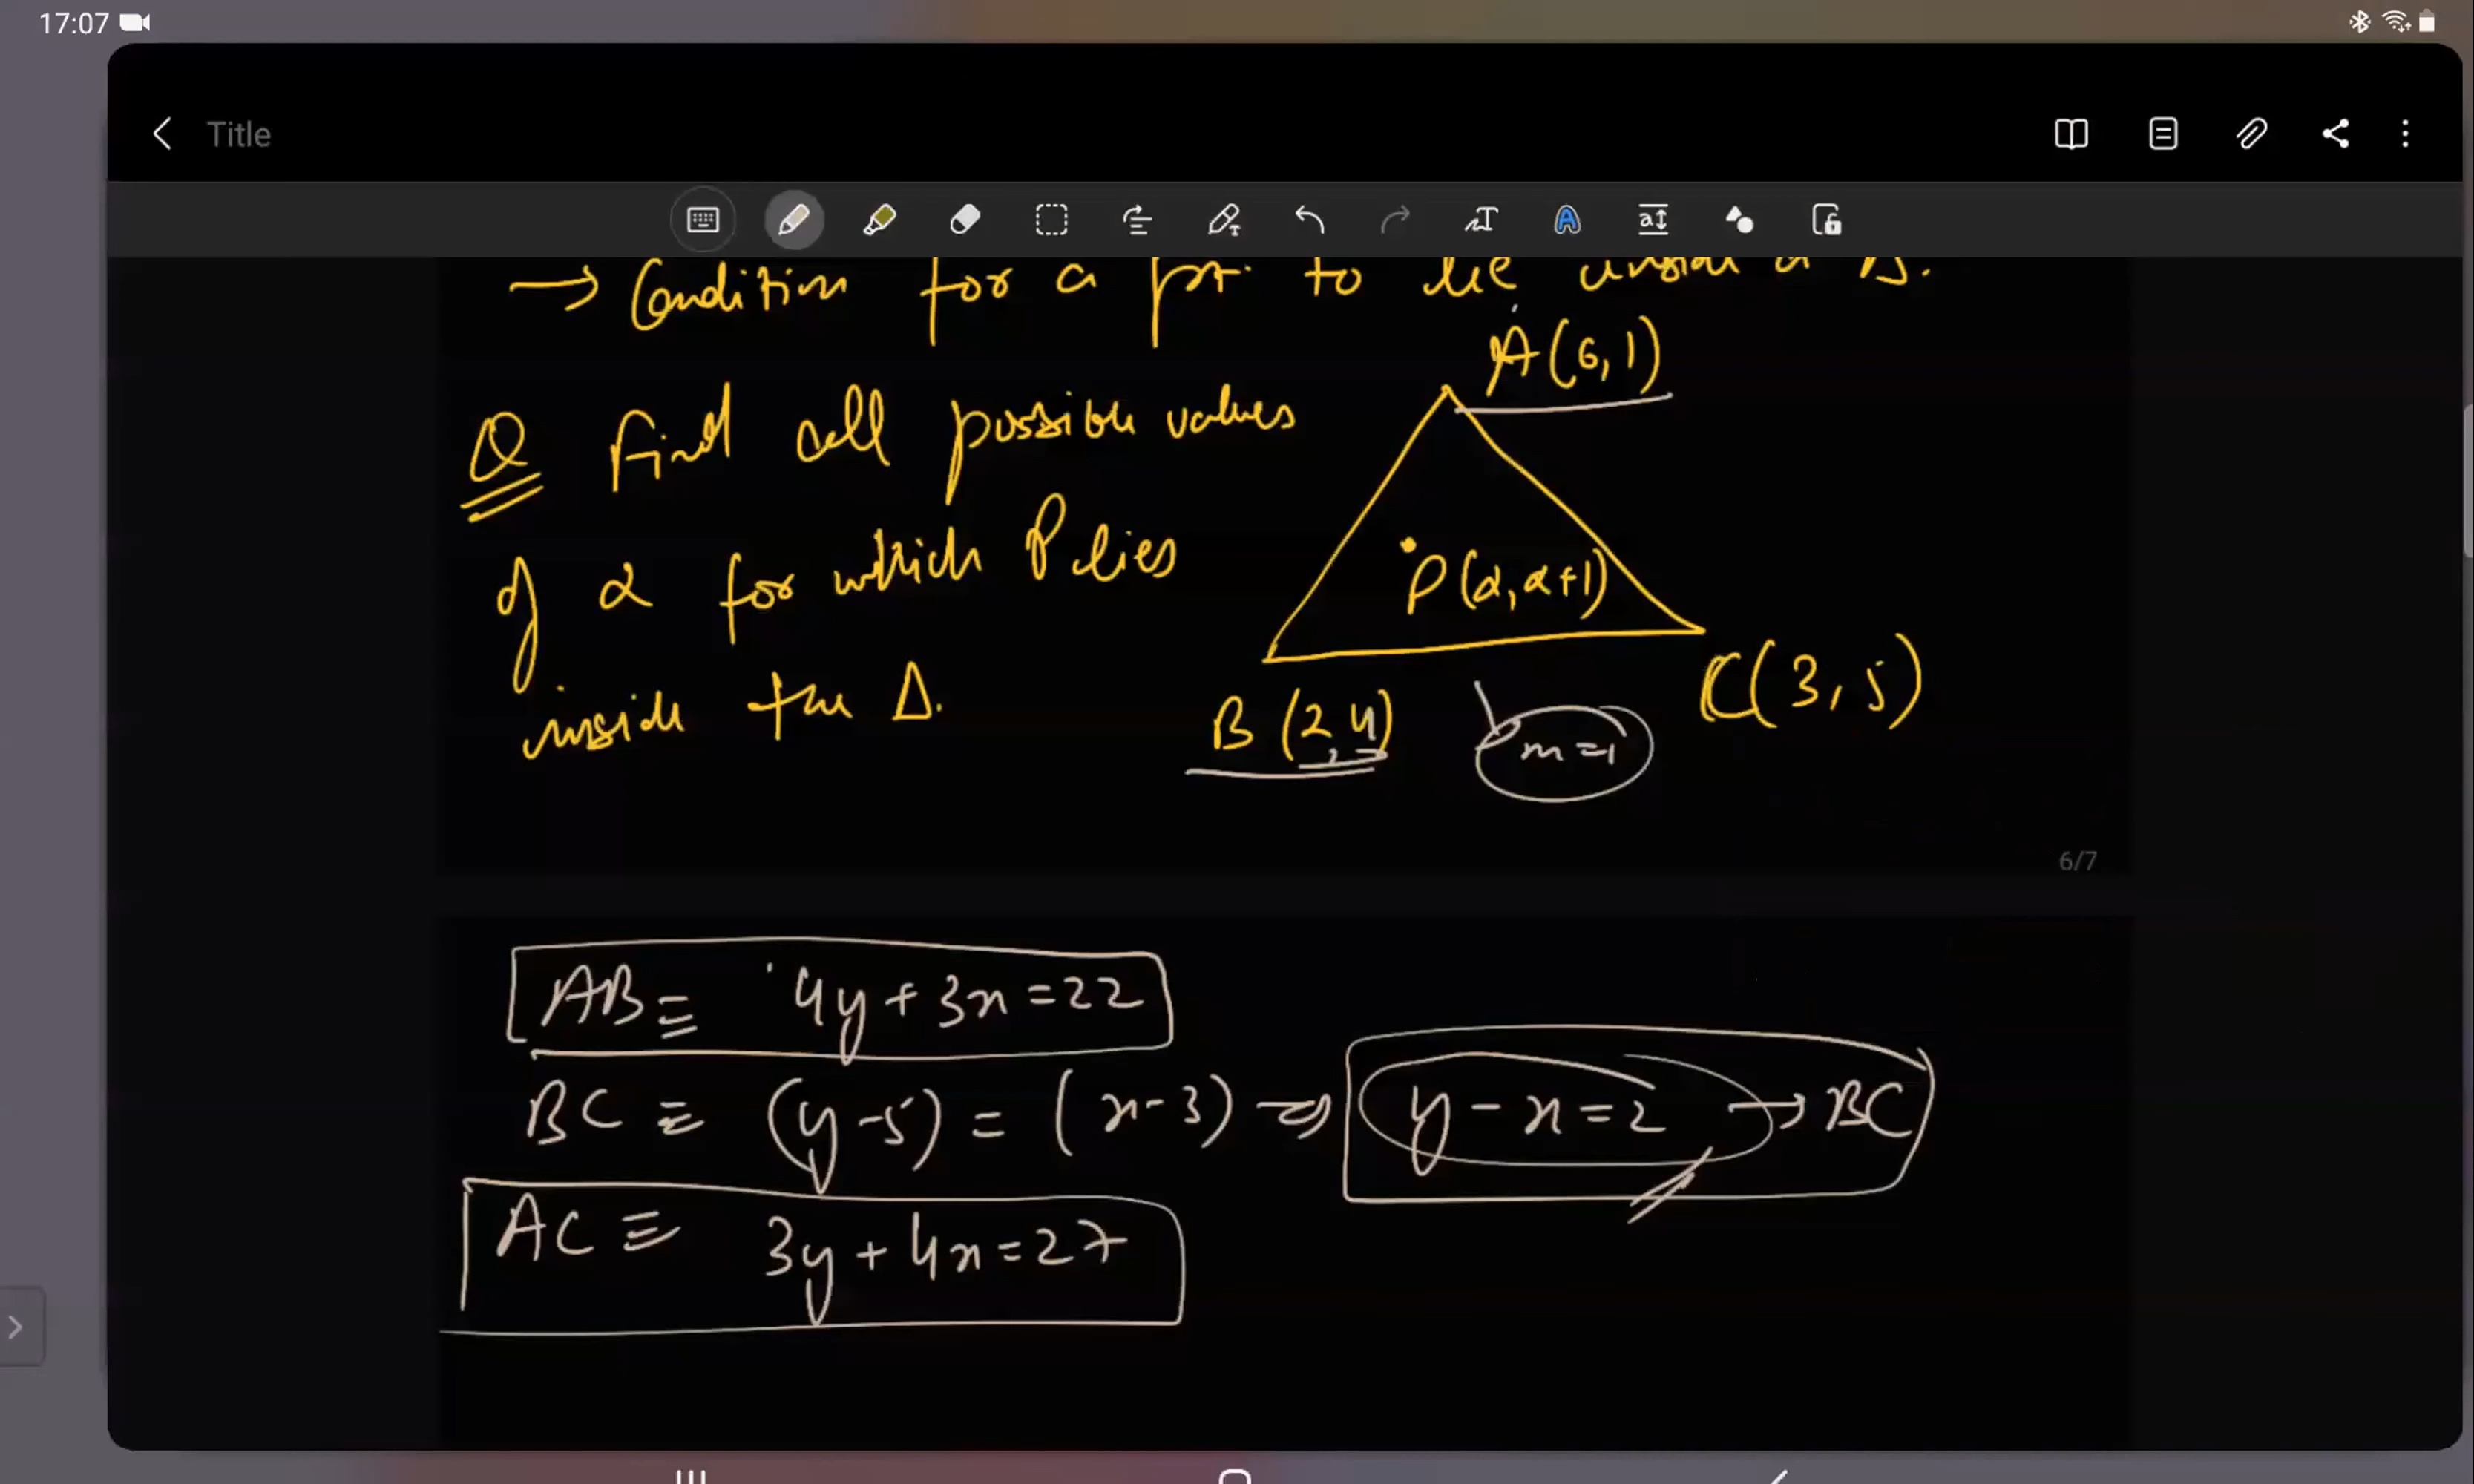 17:07
Title
→ Condition for a pt. to lie inside a Δ.
A(6,1)
Q Find all possible values
of α for which P lies
P(α, α+1)
inside the Δ.
B (2,4)
m=1
C(3,5)
6/7
AB ≡ 4y+3x=22
BC ≡ (y-5) = (x-3) ⇒ y-x=2 → BC
AC ≡ 3y+4x=27